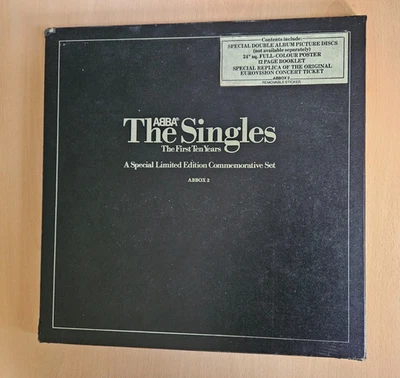 Contents include
SPECIAL DOUBLE ALBUM PICTURE DISCS
(not available separately)
24" sq. FULL-COLOUR POSTER
12 PAGE BOOKLET
SPECIAL REPLICA OF THE ORIGINAL
EUROVISION CONCERT TICKET
ABBOX 2
REMOVABLE STICKER
ABBA
The Singles
The First Ten Years
A Special Limited Edition Commemorative Set
ABBOX 2